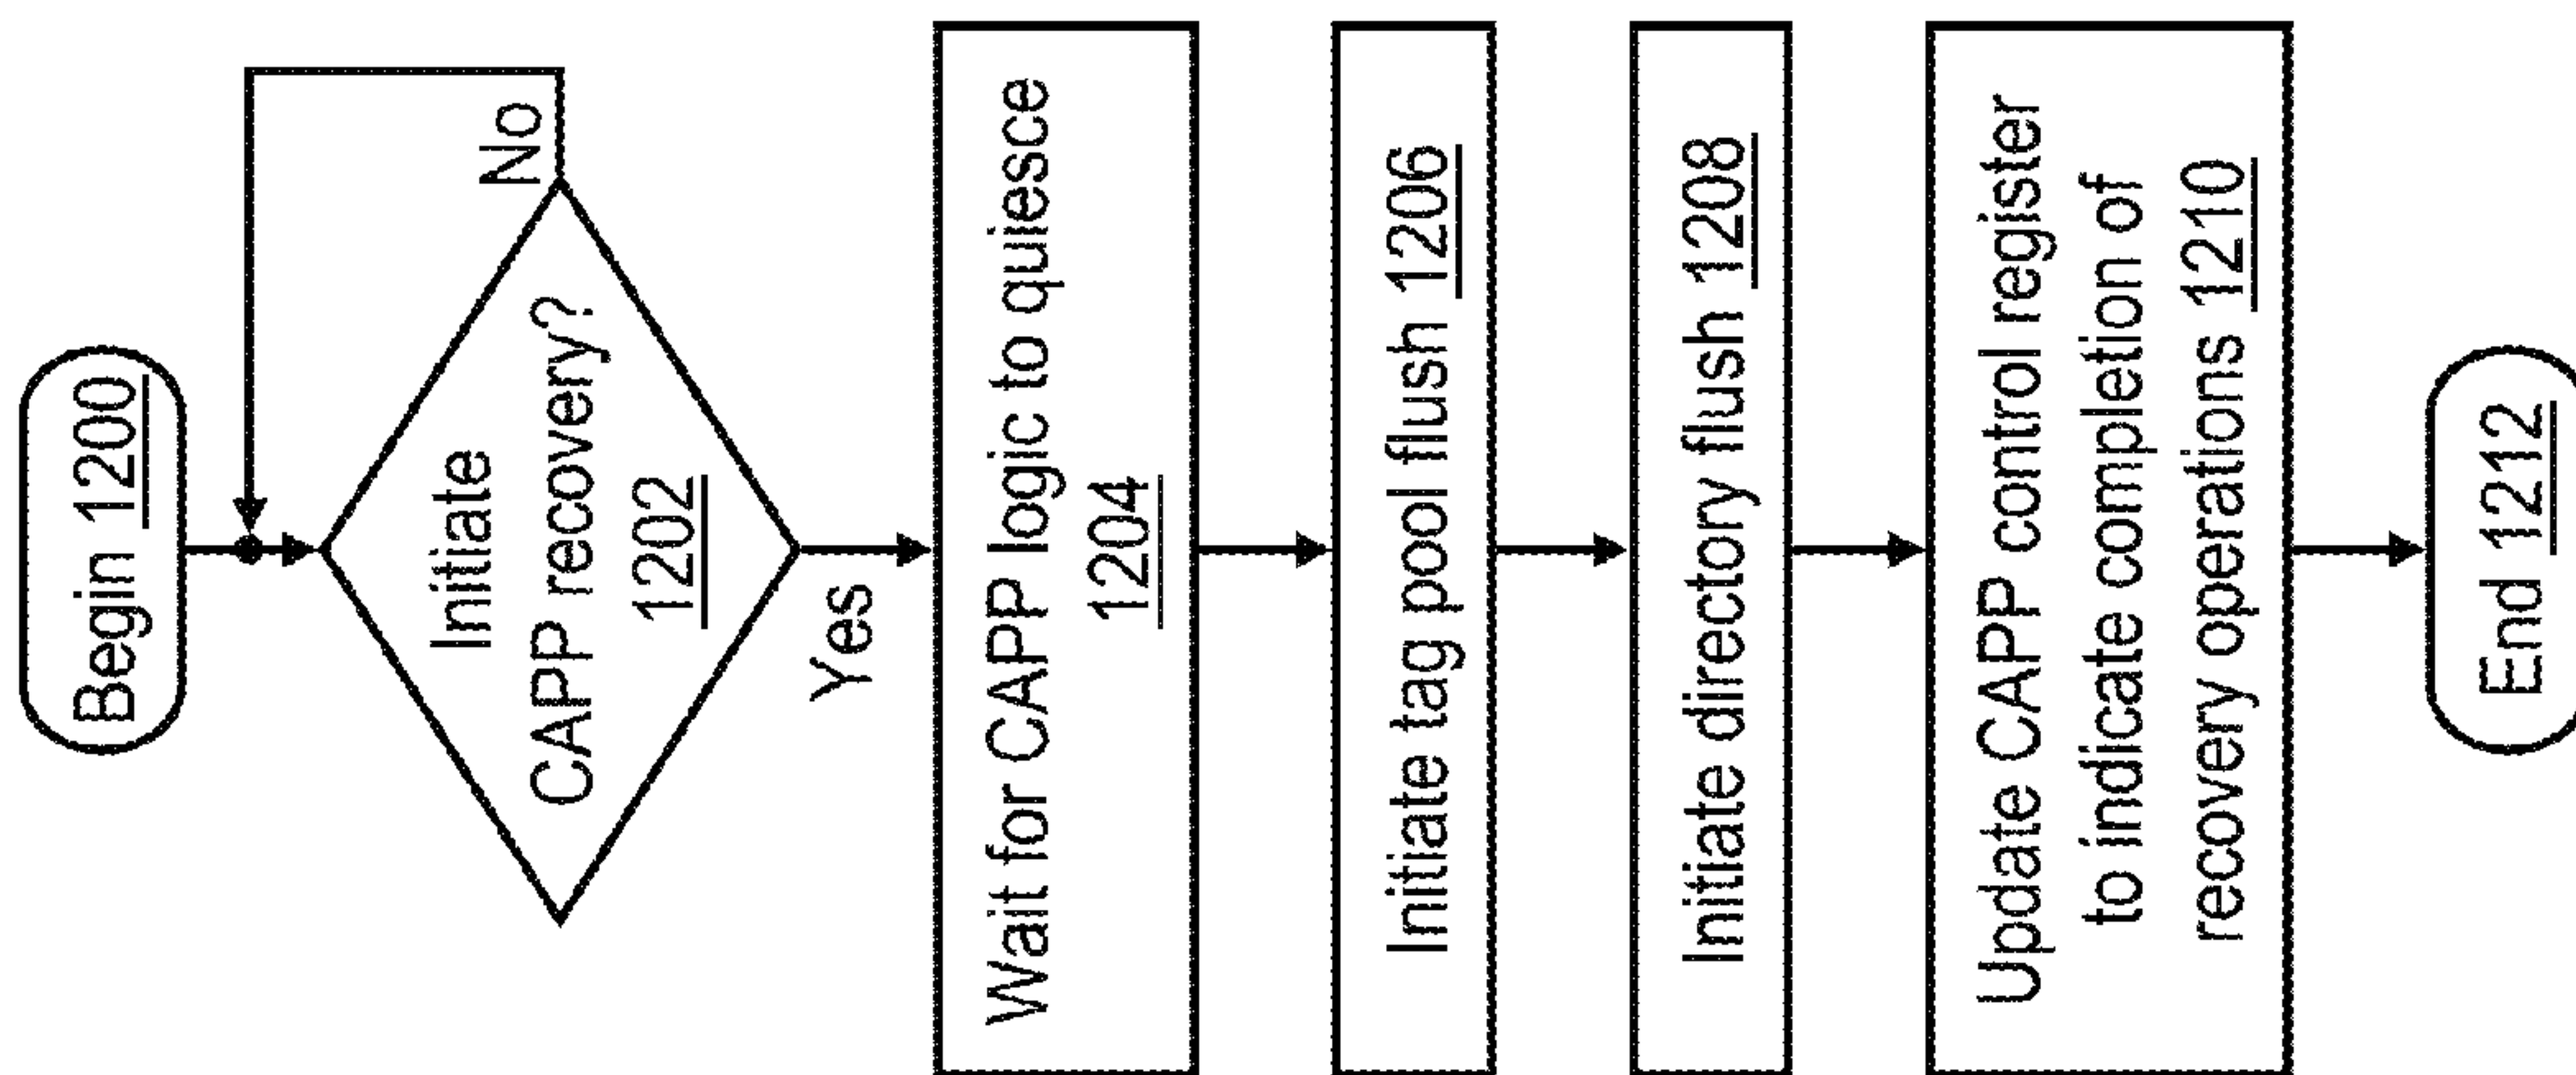 Begin 1200
Initiate
CAPP recovery?
1202
No
Yes
Wait for CAPP logic to quiesce
1204
Initiate tag pool flush 1206
Initiate directory flush 1208
Update CAPP control register
to indicate completion of
recovery operations 1210
End 1212